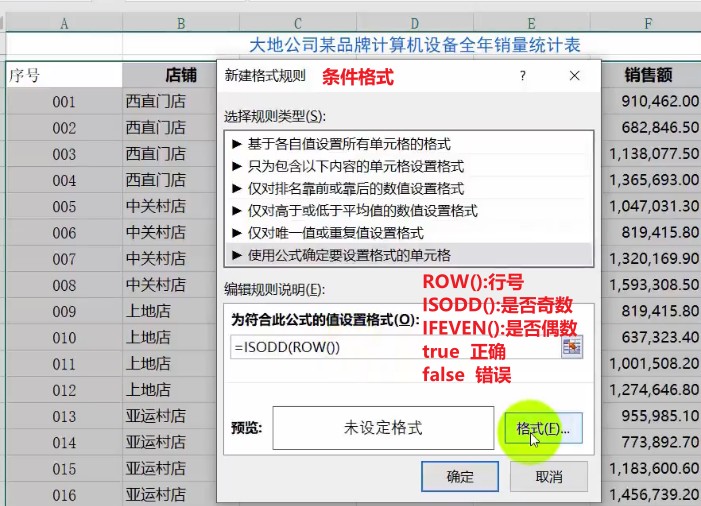 A B C D E F
大地公司某品牌计算机设备全年销量统计表
序号 店铺 销售额
新建格式规则 条件格式 ? ×
选择规则类型(S):
► 基于各自值设置所有单元格的格式
► 只为包含以下内容的单元格设置格式
► 仅对排名靠前或靠后的数值设置格式
► 仅对高于或低于平均值的数值设置格式
► 仅对唯一值或重复值设置格式
► 使用公式确定要设置格式的单元格
编辑规则说明(E):
为符合此公式的值设置格式(O):
=ISODD(ROW())
ROW():行号
ISODD():是否奇数
IFEVEN():是否偶数
true 正确
false 错误
预览: 未设定格式 格式(F)...
确定 取消
001 西直门店 910,462.00
002 西直门店 682,846.50
003 西直门店 1,138,077.50
004 西直门店 1,365,693.00
005 中关村店 1,047,031.30
006 中关村店 819,415.80
007 中关村店 1,320,169.90
008 中关村店 1,593,308.50
009 上地店 819,415.80
010 上地店 637,323.40
011 上地店 1,001,508.20
012 上地店 1,274,646.80
013 亚运村店 955,985.10
014 亚运村店 773,892.70
015 亚运村店 1,183,600.60
016 亚运村店 1,456,739.20